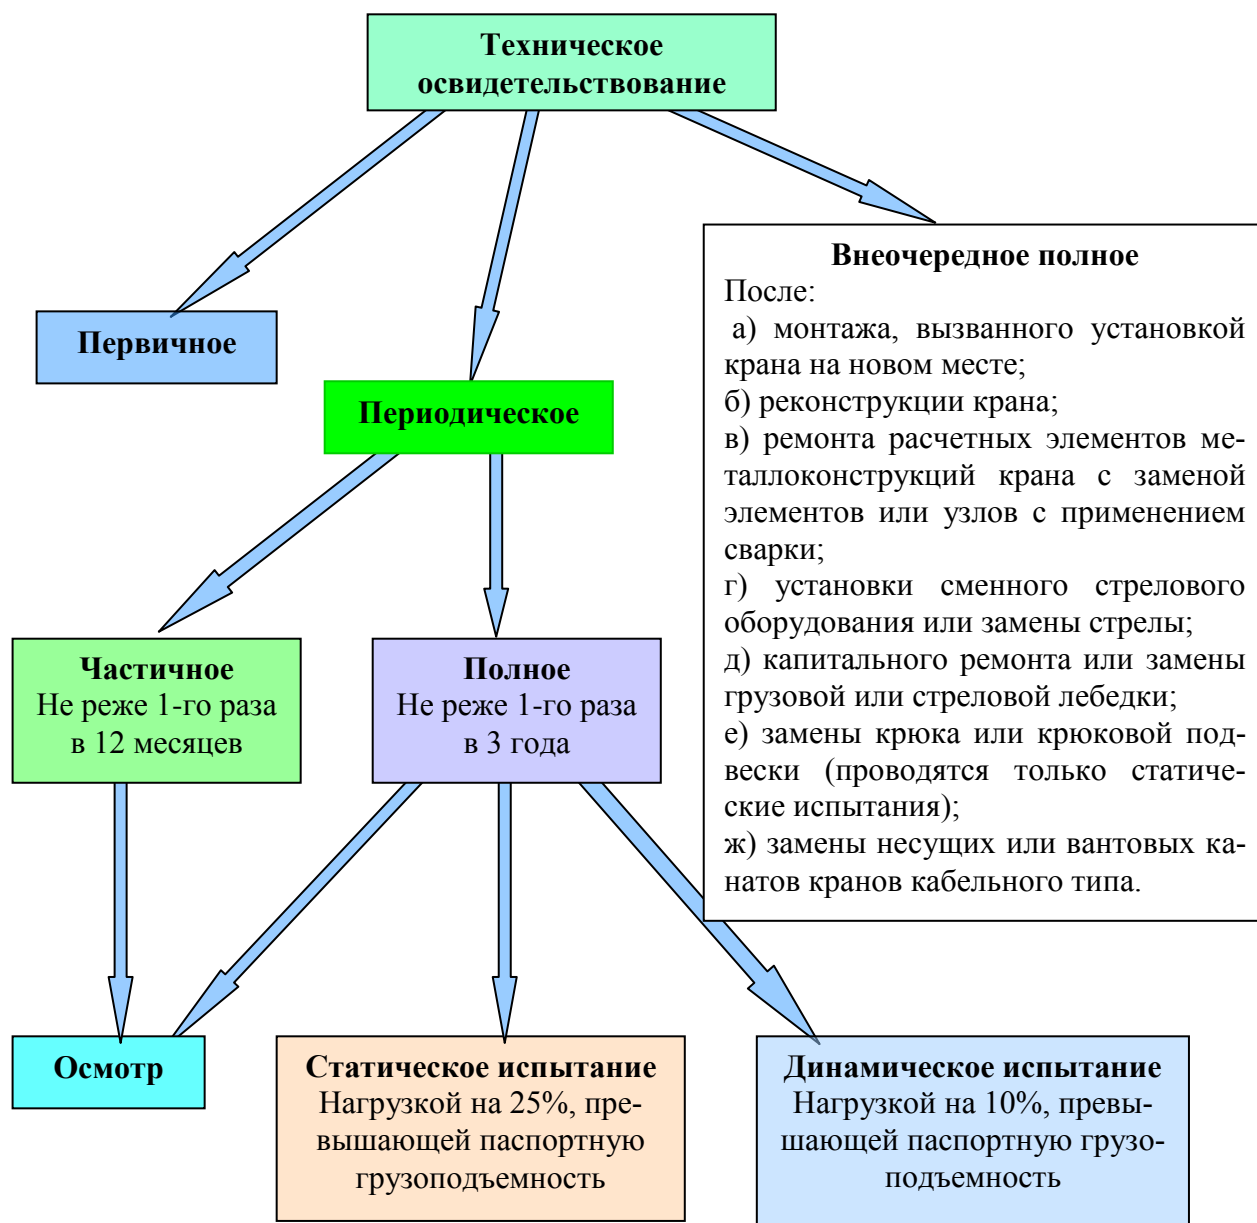 Техническое
освидетельствование
Внеочередное полное
После:
а) монтажа, вызванного установкой
крана на новом месте;
б) реконструкции крана;
в) ремонта расчетных элементов ме-
таллоконструкций крана с заменой
элементов или узлов с применением
сварки;
г) установки сменного стрелового
оборудования или замены стрелы;
д) капитального ремонта или замены
грузовой или стреловой лебедки;
е) замены крюка или крюковой под-
вески (проводятся только статиче-
ские испытания);
ж) замены несущих или вантовых ка-
натов кранов кабельного типа.
Первичное
Периодическое
Частичное
Не реже 1-го раза
в 12 месяцев
Полное
Не реже 1-го раза
в 3 года
Осмотр
Статическое испытание
Нагрузкой на 25%, пре-
вышающей паспортную
грузоподъемность
Динамическое испытание
Нагрузкой на 10%, превы-
шающей паспортную грузо-
подъемность